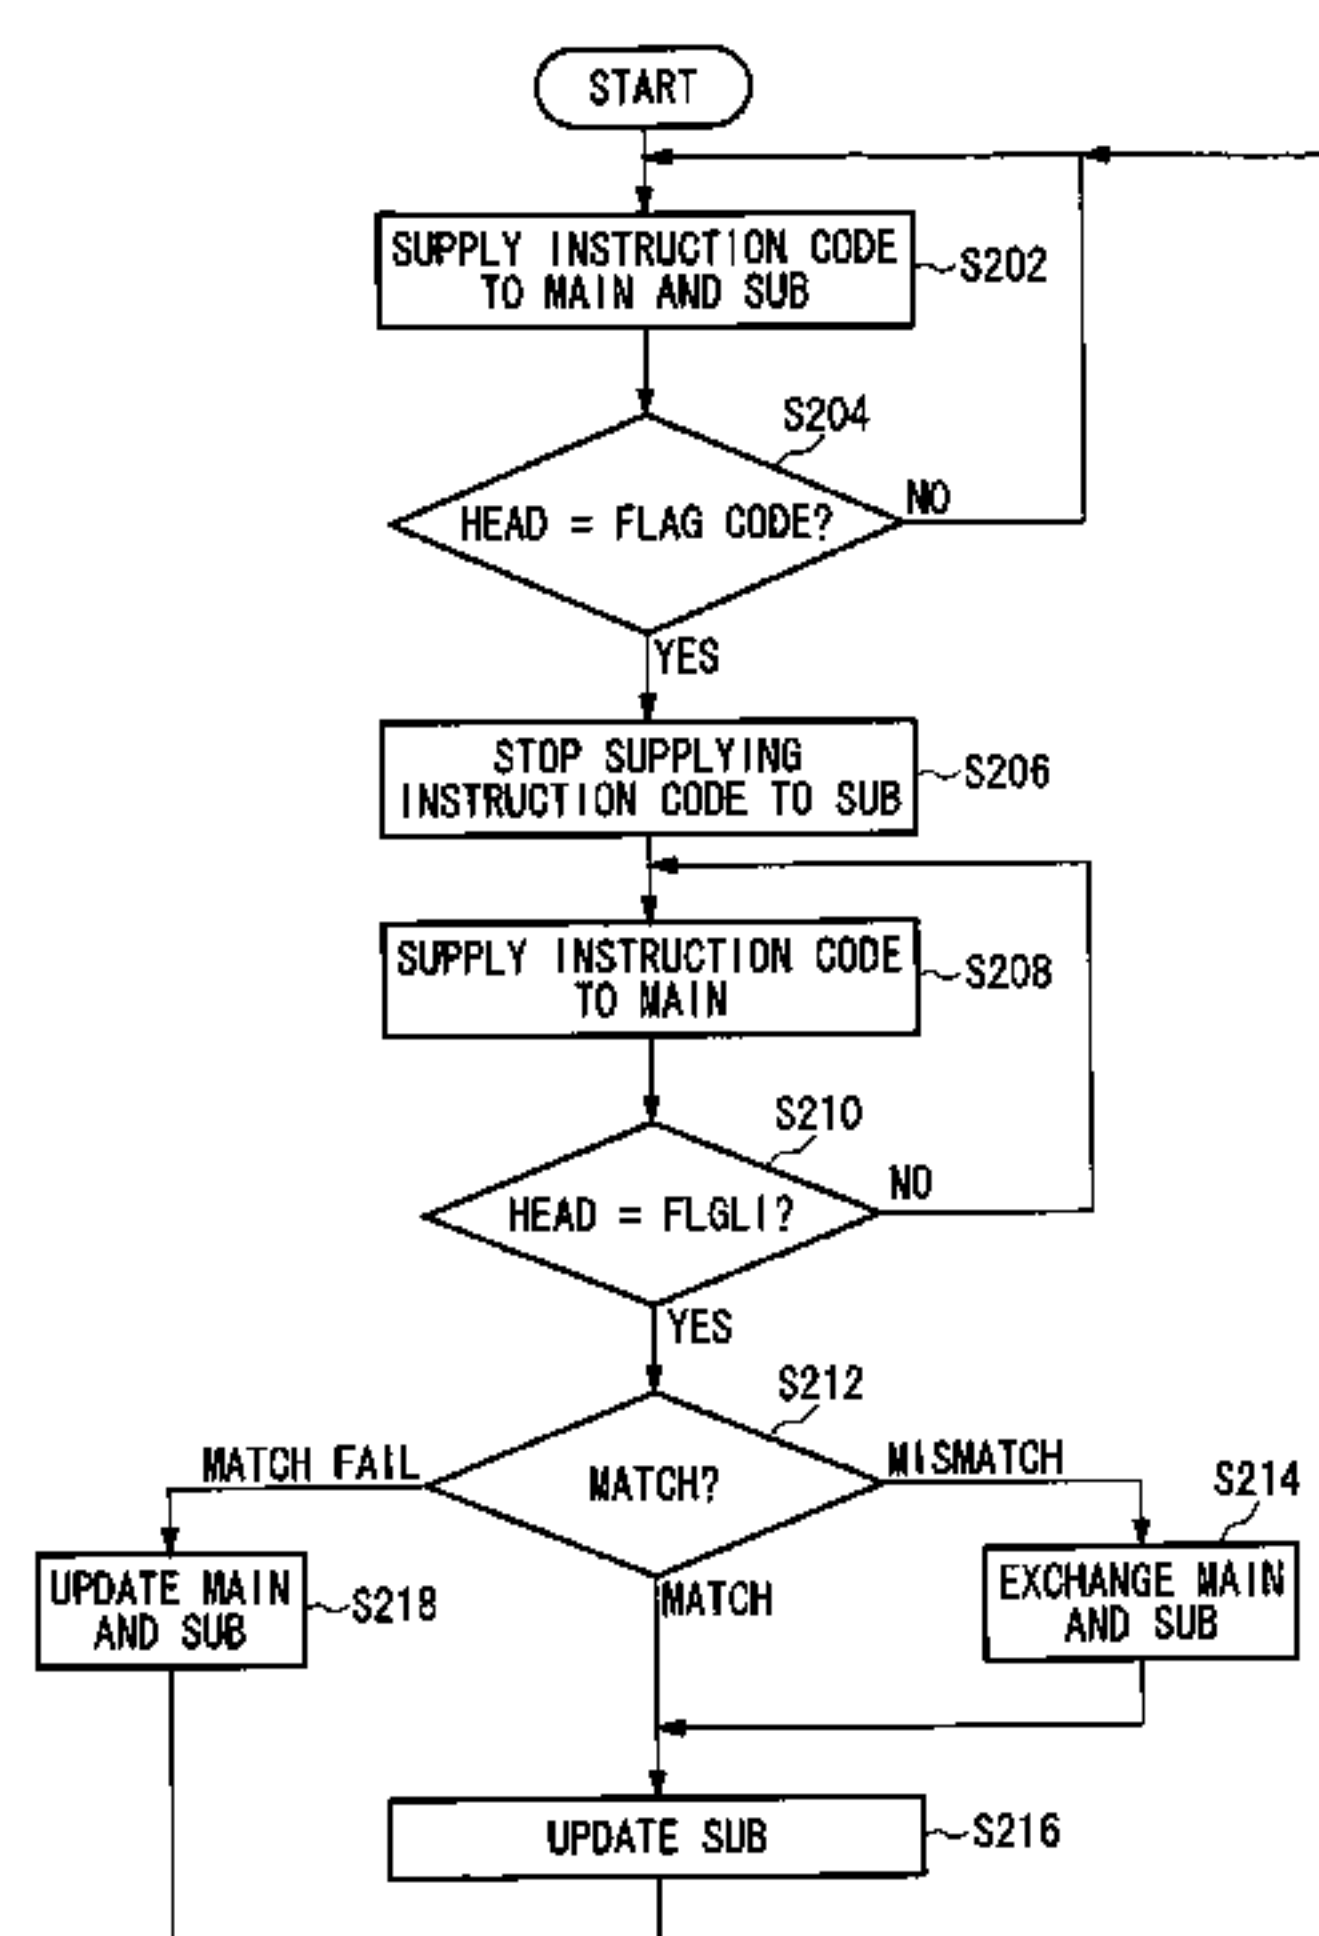 START
SUPPLY INSTRUCTION CODE
TO MAIN AND SUB
S202
S204
HEAD = FLAG CODE?
NO
YES
STOP SUPPLYING
INSTRUCTION CODE TO SUB
S206
SUPPLY INSTRUCTION CODE
TO MAIN
S208
S210
HEAD = FLGLI?
NO
YES
S212
MATCH FAIL
MATCH?
MISMATCH
S214
UPDATE MAIN
AND SUB
S218
MATCH
EXCHANGE MAIN
AND SUB
UPDATE SUB
S216